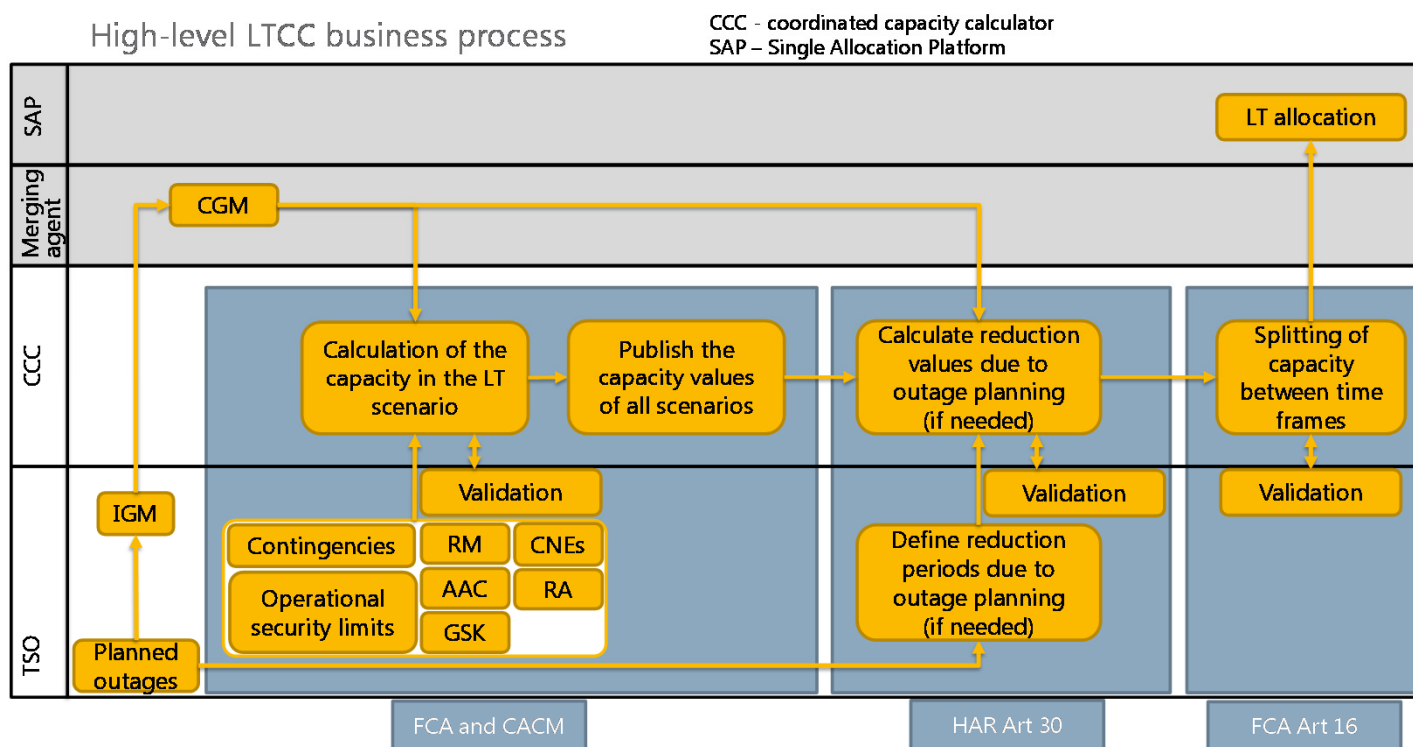 High-level LTCC business process
CCC - coordinated capacity calculator
SAP – Single Allocation Platform
SAP
LT allocation
Merging
agent
CGM
CCC
Calculation of the
capacity in the LT
scenario
Publish the
capacity values
of all scenarios
Calculate reduction
values due to
outage planning
(if needed)
Splitting of
capacity
between time
frames
TSO
IGM
Planned
outages
Validation
Contingencies
RM
CNEs
Operational
security limits
AAC
RA
GSK
Validation
Define reduction
periods due to
outage planning
(if needed)
Validation
FCA and CACM
HAR Art 30
FCA Art 16